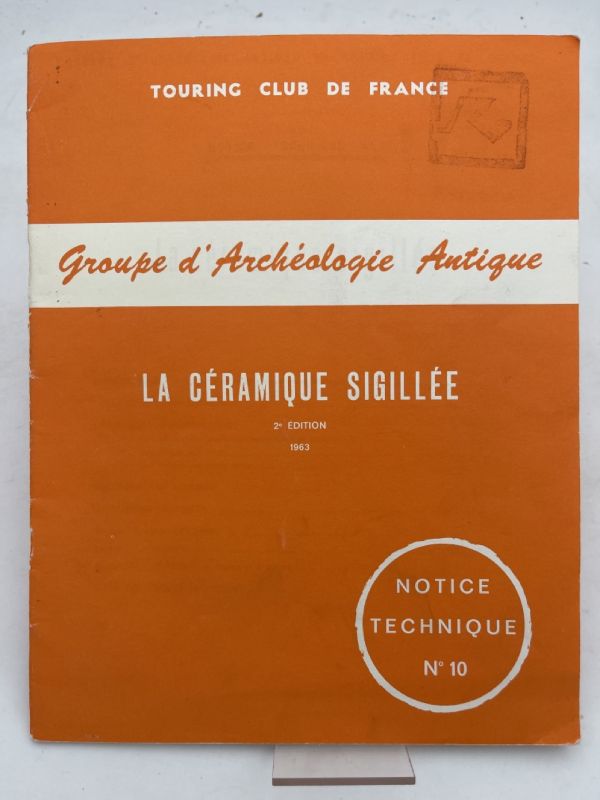 TOURING CLUB DE FRANCE
Groupe d'Archéologie Antique
LA CÉRAMIQUE SIGILLÉE
2e ÉDITION
1963
NOTICE
TECHNIQUE
N° 10